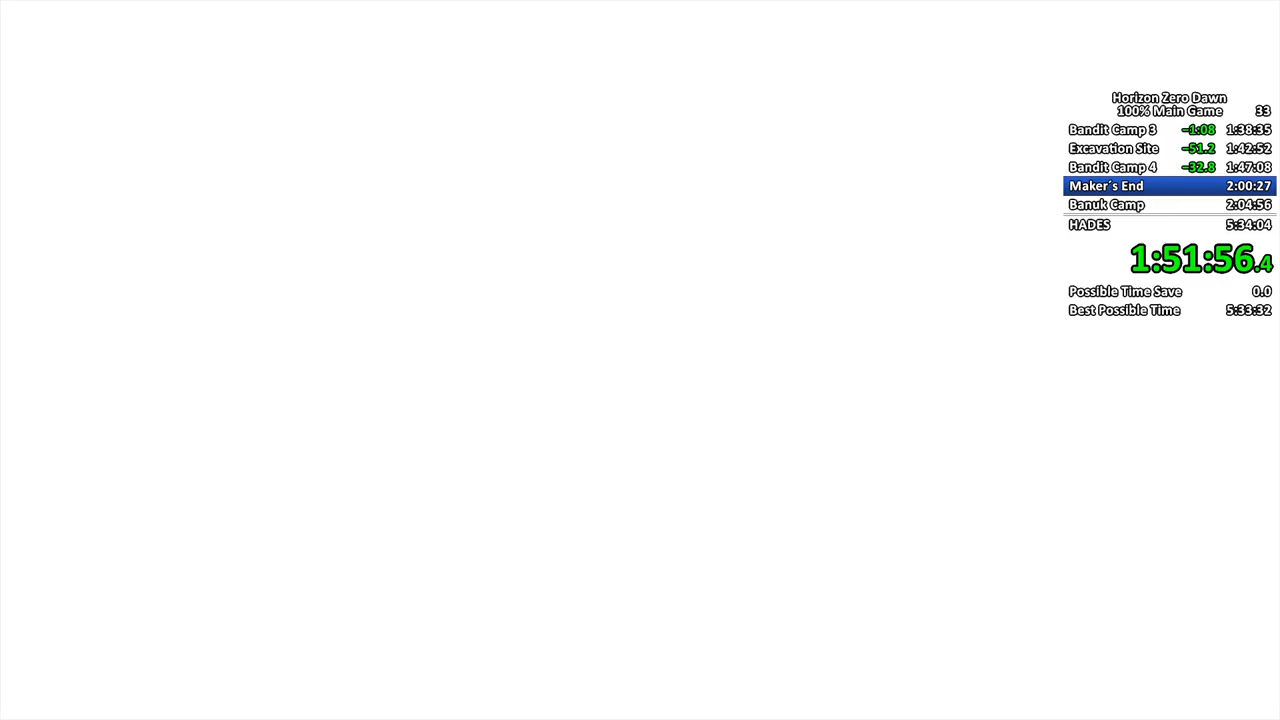 Horizon Zero Dawn
100% Main Game 33
Bandit Camp 3 -1:08 1:38:35
Excavation Site -51.2 1:42:52
Bandit Camp 4 -32.8 1:47:08
Maker´s End 2:00:27
Banuk Camp 2:04:56
HADES 5:34:04
1:51:56.4
Possible Time Save 0.0
Best Possible Time 5:33:32